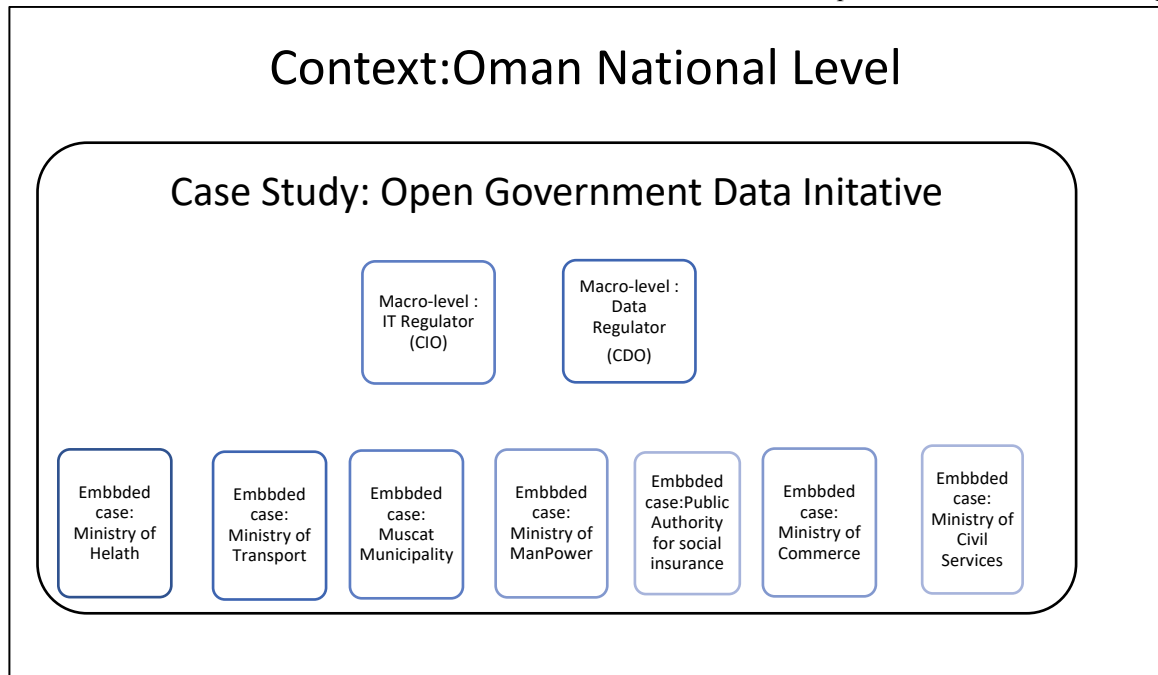 Context:Oman National Level
Case Study: Open Government Data Initative
Macro-level :
IT Regulator
(CIO)
Macro-level :
Data
Regulator
(CDO)
Embbded
case:
Ministry of
Helath
Embbded
case:
Ministry of
Transport
Embbded
case:
Muscat
Municipality
Embbded
case:
Ministry of
ManPower
Embbded
case:Public
Authority
for social
insurance
Embbded
case:
Ministry of
Commerce
Embbded
case:
Ministry of
Civil
Services